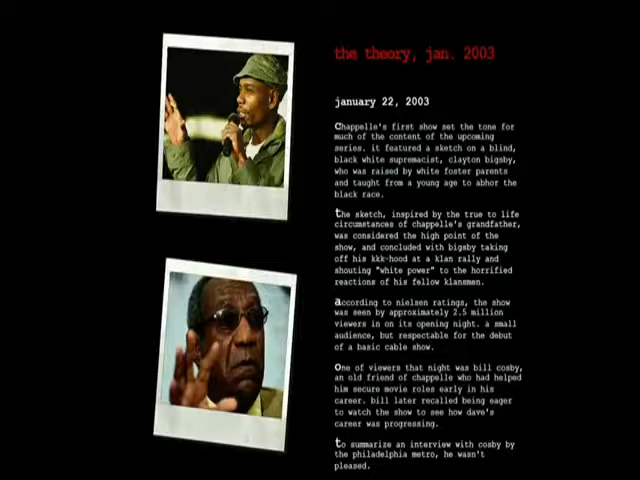 the theory, jan. 2003
january 22, 2003
Chappelle's first show set the tone for
much of the content of the upcoming
series. it featured a sketch on a blind,
black white supremacist, clayton bigsby,
who was raised by white foster parents
and taught from a young age to abhor the
black race.
the sketch, inspired by the true to life
circumstances of chappelle's grandfather,
was considered the high point of the
show, and concluded with bigsby taking
off his kkk-hood at a klan rally and
shouting "white power" to the horrified
reactions of his fellow klansmen.
according to nielsen ratings, the show
was seen by approximately 2.5 million
viewers in on its opening night. a small
audience, but respectable for the debut
of a basic cable show.
One of viewers that night was bill cosby,
an old friend of chappelle who had helped
him secure movie roles early in his
career. bill later recalled being eager
to watch the show to see how dave's
career was progressing.
to summarize an interview with cosby by
the philadelphia metro, he wasn't
pleased.